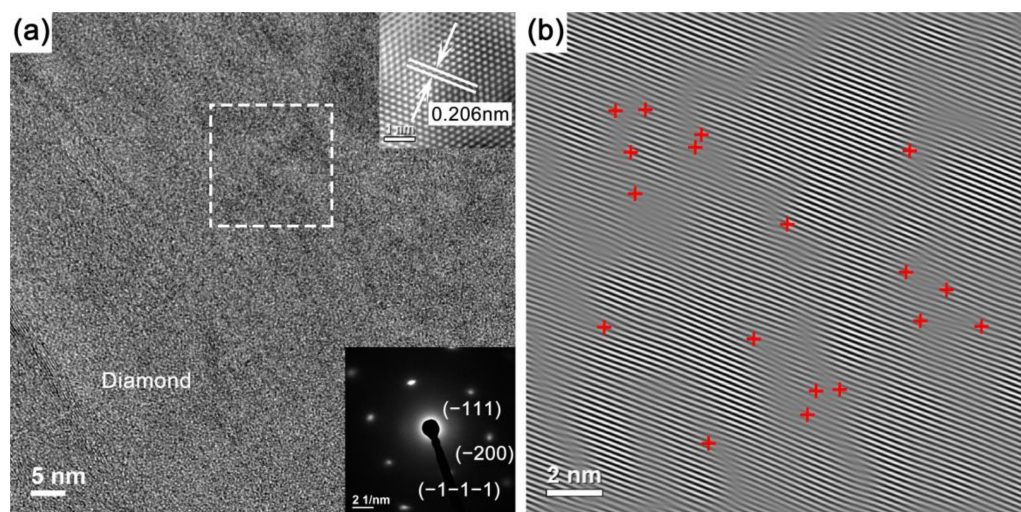 (a)
0.206nm
1 nm
Diamond
(−111)
(−200)
(−1−1−1)
5 nm
2 1/nm
(b)
2 nm